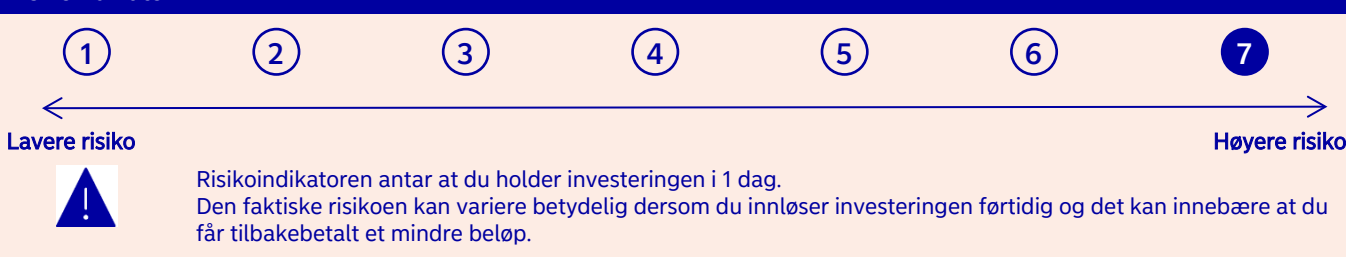 1 2 3 4 5 6 7
Lavere risiko Høyere risiko
Risikoindikatoren antar at du holder investeringen i 1 dag.
Den faktiske risikoen kan variere betydelig dersom du innløser investeringen førtidig og det kan innebære at du
får tilbakebetalt et mindre beløp.